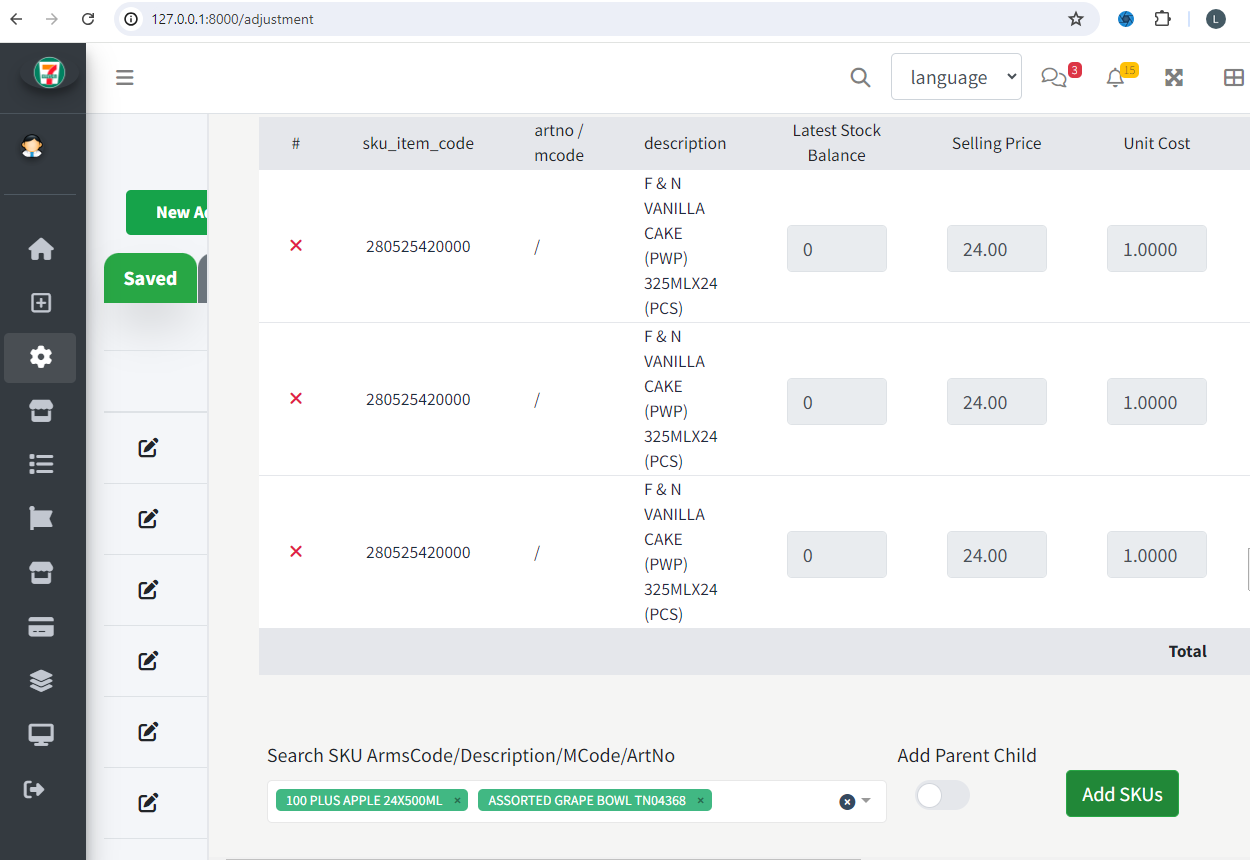 127.0.0.1:8000/adjustment
L
7
language
3
15
# sku_item_code artno / mcode description Latest Stock Balance Selling Price Unit Cost
New Ad
Saved
280525420000 / F & N
VANILLA
CAKE
(PWP)
325MLX24
(PCS)
0 24.00 1.0000
280525420000 / F & N
VANILLA
CAKE
(PWP)
325MLX24
(PCS)
0 24.00 1.0000
280525420000 / F & N
VANILLA
CAKE
(PWP)
325MLX24
(PCS)
0 24.00 1.0000
Total
Search SKU ArmsCode/Description/MCode/ArtNo
Add Parent Child
100 PLUS APPLE 24X500ML × ASSORTED GRAPE BOWL TN04368 ×
Add SKUs